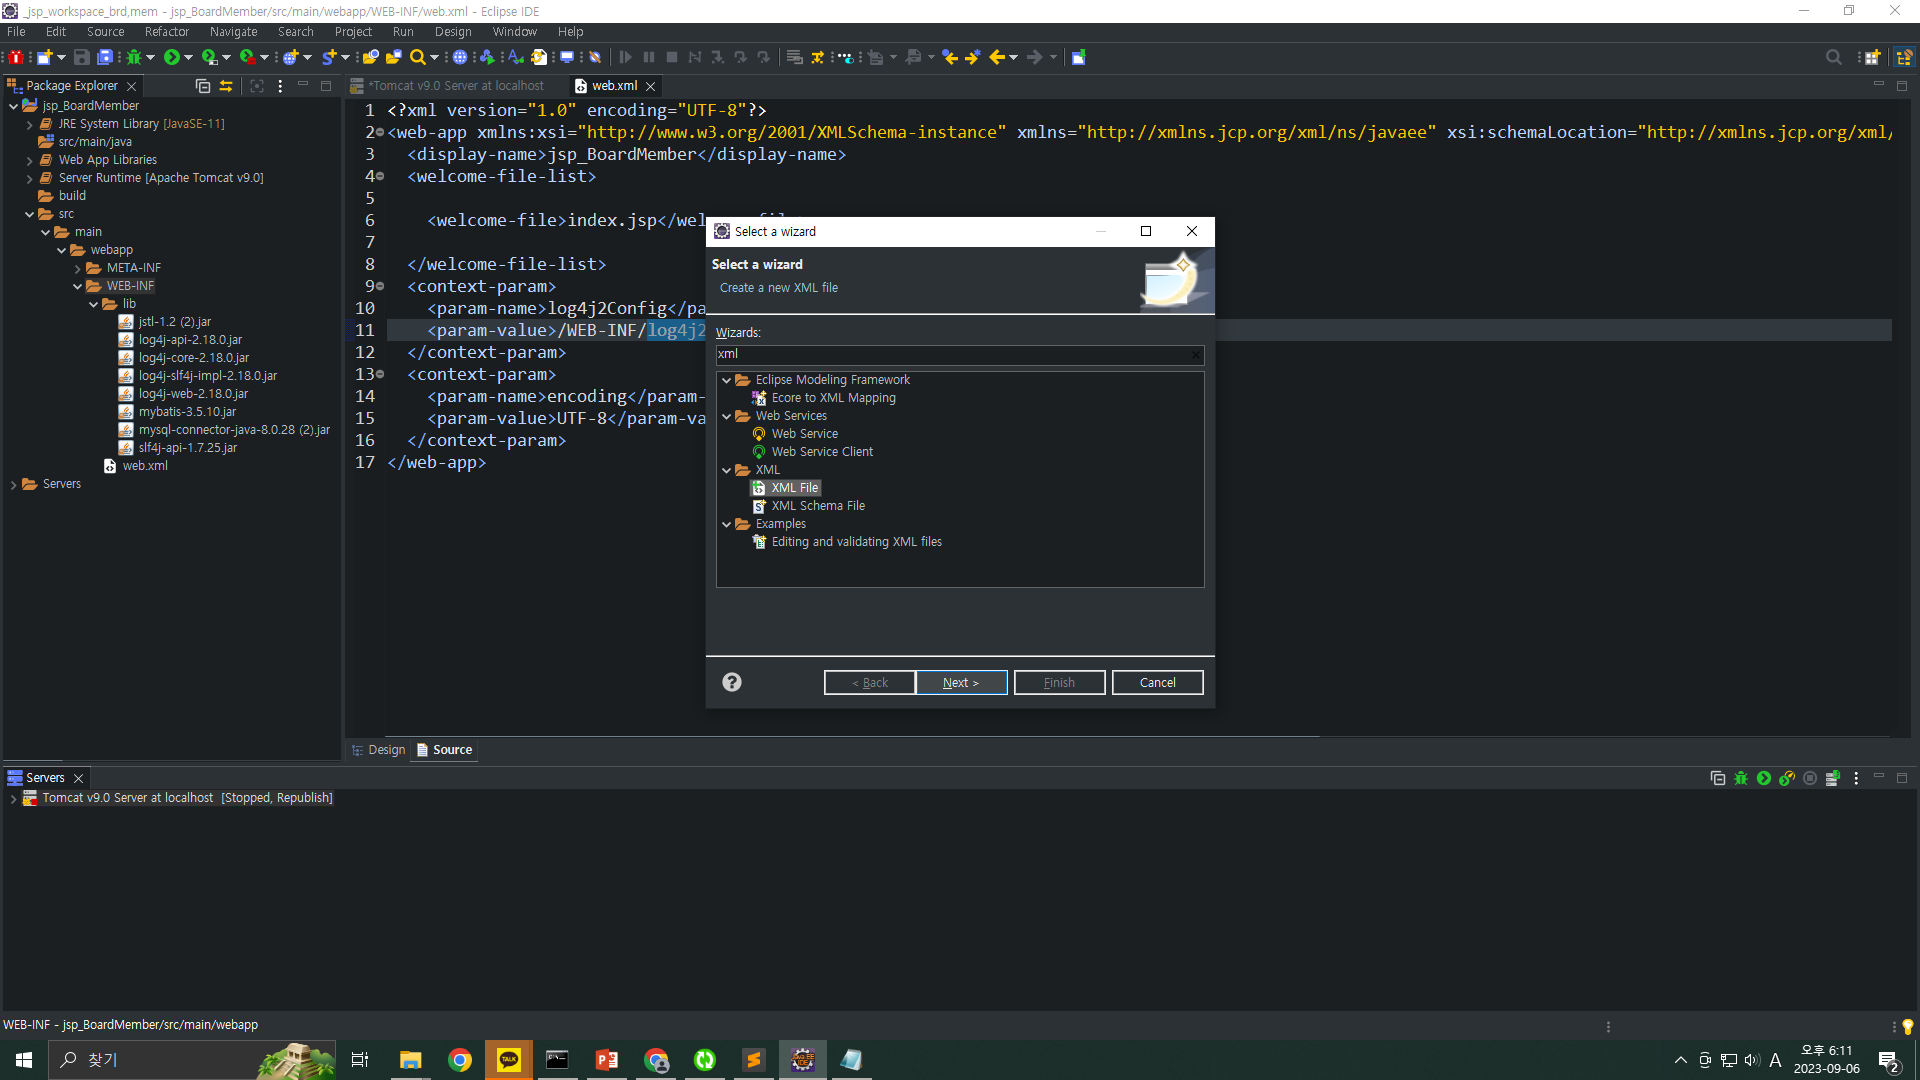 _jsp_workspace_brd,mem - jsp_BoardMember/src/main/webapp/WEB-INF/web.xml - Eclipse IDE
File Edit Source Refactor Navigate Search Project Run Design Window Help
Package Explorer
*Tomcat v9.0 Server at localhost
web.xml
jsp_BoardMember
JRE System Library [JavaSE-11]
src/main/java
Web App Libraries
Server Runtime [Apache Tomcat v9.0]
build
src
main
webapp
META-INF
WEB-INF
lib
jstl-1.2 (2).jar
log4j-api-2.18.0.jar
log4j-core-2.18.0.jar
log4j-slf4j-impl-2.18.0.jar
log4j-web-2.18.0.jar
mybatis-3.5.10.jar
mysql-connector-java-8.0.28 (2).jar
slf4j-api-1.7.25.jar
web.xml
Servers
1 <?xml version="1.0" encoding="UTF-8"?>
2 <web-app xmlns:xsi="http://www.w3.org/2001/XMLSchema-instance" xmlns="http://xmlns.jcp.org/xml/ns/javaee" xsi:schemaLocation="http://xmlns.jcp.org/xml/
3 <display-name>jsp_BoardMember</display-name>
4 <welcome-file-list>
5
6 <welcome-file>index.jsp</wel
7
8 </welcome-file-list>
9 <context-param>
10 <param-name>log4j2Config</pa
11 <param-value>/WEB-INF/log4j2
12 </context-param>
13 <context-param>
14 <param-name>encoding</param-
15 <param-value>UTF-8</param-va
16 </context-param>
17 </web-app>
Select a wizard
Select a wizard
Create a new XML file
Wizards:
xml
Eclipse Modeling Framework
Ecore to XML Mapping
Web Services
Web Service
Web Service Client
XML
XML File
XML Schema File
Examples
Editing and validating XML files
< Back Next > Finish Cancel
Design Source
Servers
Tomcat v9.0 Server at localhost [Stopped, Republish]
WEB-INF - jsp_BoardMember/src/main/webapp
찾기
TALK
A
오후 6:11
2023-09-06
2